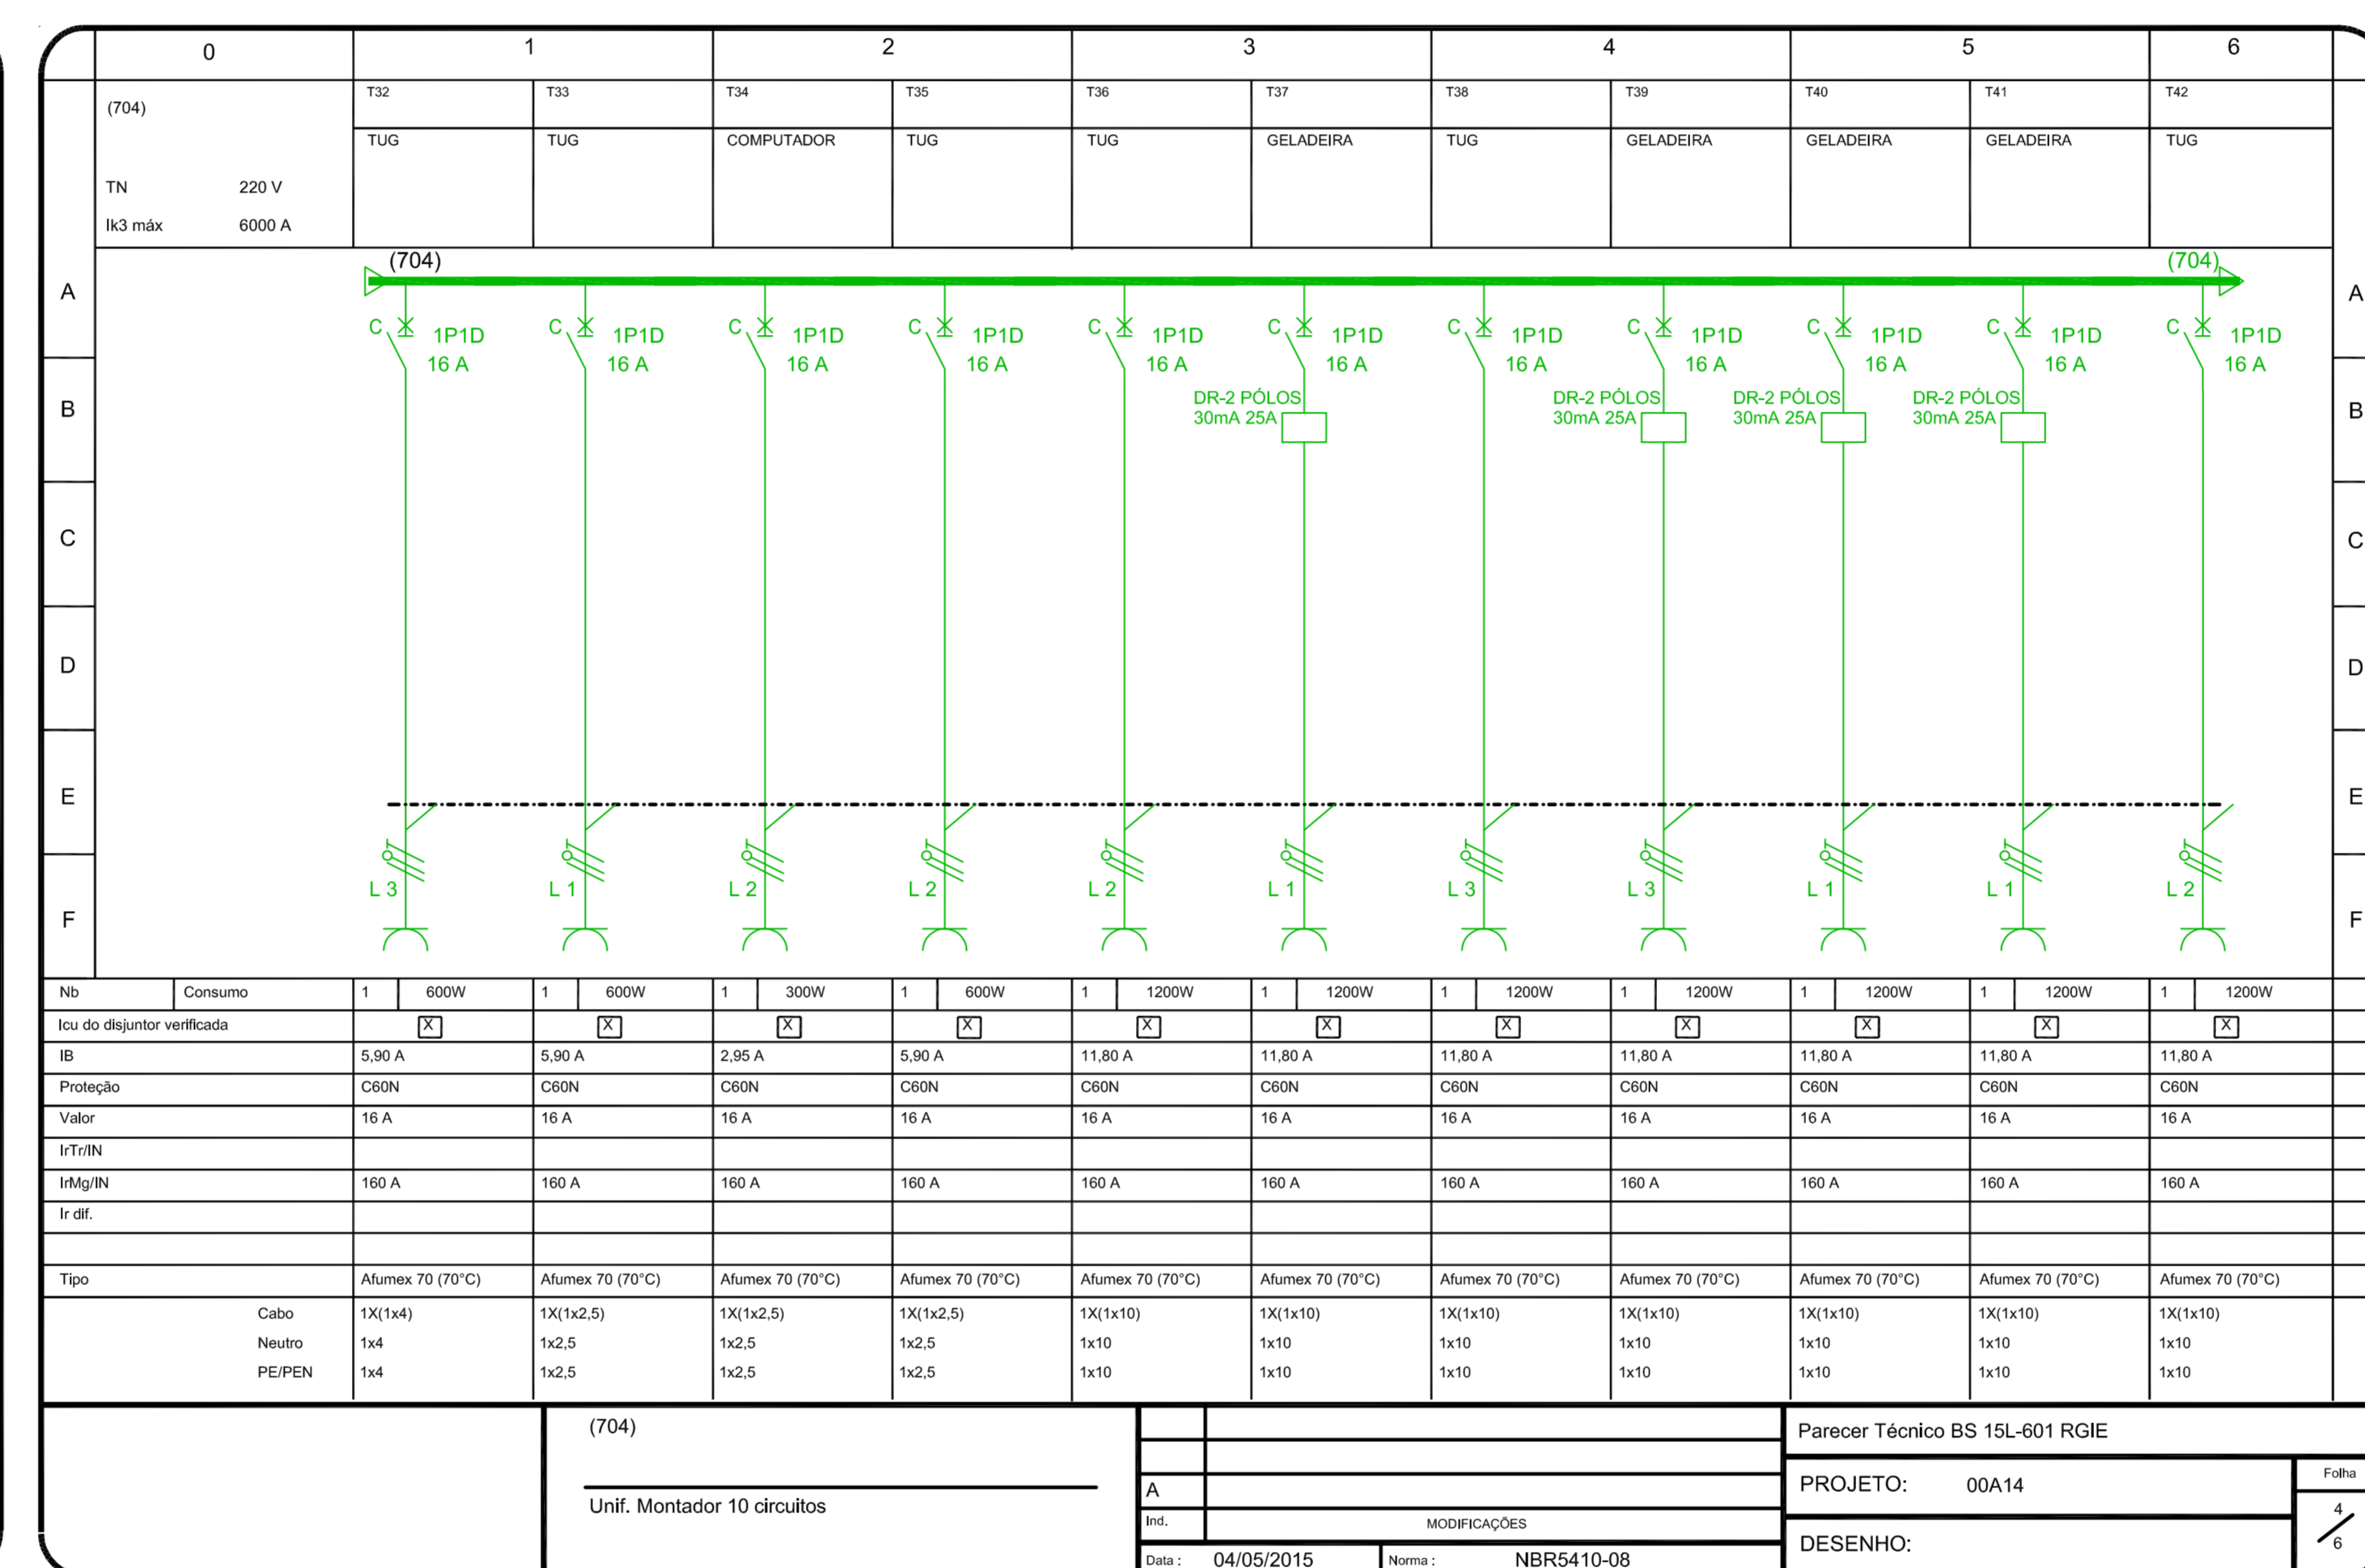 0 1 2 3 4 5 6
(704) T32 T33 T34 T35 T36 T37 T38 T39 T40 T41 T42
TUG TUG COMPUTADOR TUG TUG GELADEIRA TUG GELADEIRA GELADEIRA GELADEIRA TUG
TN 220 V
Ik3 máx 6000 A
(704) (704)
A A
C C C C C C C C C C C
1P1D 1P1D 1P1D 1P1D 1P1D 1P1D 1P1D 1P1D 1P1D 1P1D 1P1D
16 A 16 A 16 A 16 A 16 A 16 A 16 A 16 A 16 A 16 A 16 A
DR-2 PÓLOS DR-2 PÓLOS DR-2 PÓLOS DR-2 PÓLOS
B 30mA 25A 30mA 25A 30mA 25A 30mA 25A B
C C
D D
E E
L 3 L 1 L 2 L 2 L 2 L 1 L 3 L 3 L 1 L 1 L 2
F F
Nb Consumo 1 600W 1 600W 1 300W 1 600W 1 1200W 1 1200W 1 1200W 1 1200W 1 1200W 1 1200W 1 1200W
Icu do disjuntor verificada X X X X X X X X X X X
IB 5,90 A 5,90 A 2,95 A 5,90 A 11,80 A 11,80 A 11,80 A 11,80 A 11,80 A 11,80 A 11,80 A
Proteção C60N C60N C60N C60N C60N C60N C60N C60N C60N C60N C60N
Valor 16 A 16 A 16 A 16 A 16 A 16 A 16 A 16 A 16 A 16 A 16 A
IrTr/IN
IrMg/IN 160 A 160 A 160 A 160 A 160 A 160 A 160 A 160 A 160 A 160 A 160 A
Ir dif.
Tipo Afumex 70 (70°C) Afumex 70 (70°C) Afumex 70 (70°C) Afumex 70 (70°C) Afumex 70 (70°C) Afumex 70 (70°C) Afumex 70 (70°C) Afumex 70 (70°C) Afumex 70 (70°C) Afumex 70 (70°C) Afumex 70 (70°C)
Cabo 1X(1x4) 1X(1x2,5) 1X(1x2,5) 1X(1x2,5) 1X(1x10) 1X(1x10) 1X(1x10) 1X(1x10) 1X(1x10) 1X(1x10) 1X(1x10)
Neutro 1x4 1x2,5 1x2,5 1x2,5 1x10 1x10 1x10 1x10 1x10 1x10 1x10
PE/PEN 1x4 1x2,5 1x2,5 1x2,5 1x10 1x10 1x10 1x10 1x10 1x10 1x10
(704)
Unif. Montador 10 circuitos
A
Ind. MODIFICAÇÕES
Data : 04/05/2015 Norma : NBR5410-08
Parecer Técnico BS 15L-601 RGIE
PROJETO: 00A14
DESENHO:
Folha
4/6